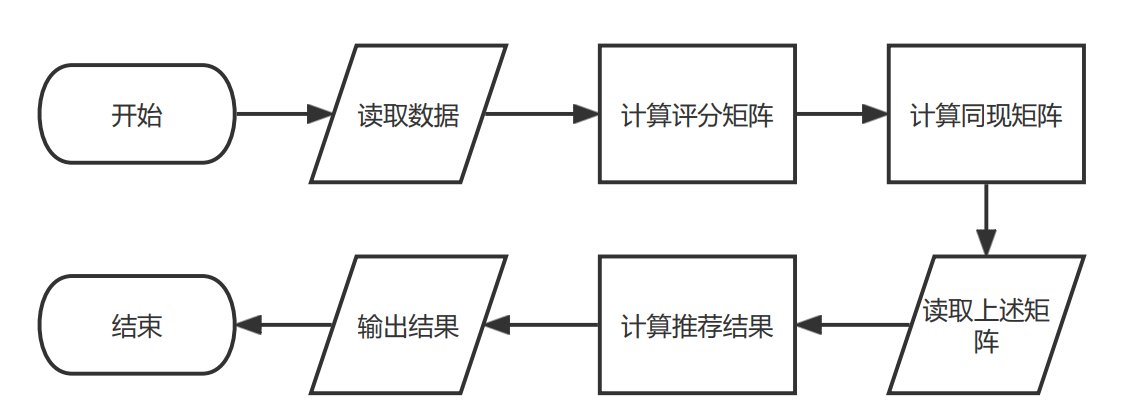 开始
读取数据
计算评分矩阵
计算同现矩阵
读取上述矩
阵
计算推荐结果
输出结果
结束